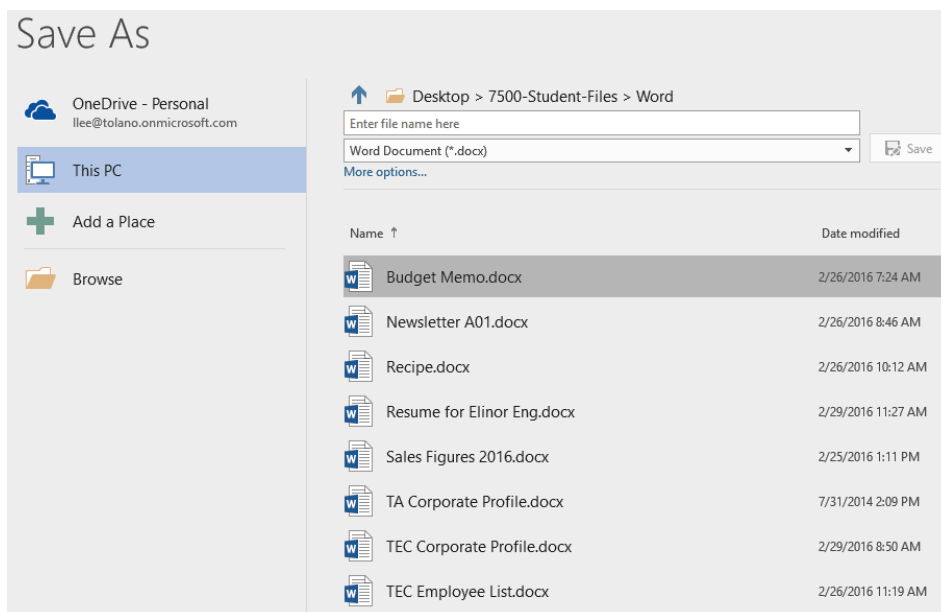 Save As
OneDrive - Personal
llee@tolano.onmicrosoft.com
This PC
Add a Place
Browse
Desktop > 7500-Student-Files > Word
Enter file name here
Word Document (*.docx)
Save
More options...
Name ↑ Date modified
Budget Memo.docx 2/26/2016 7:24 AM
Newsletter A01.docx 2/26/2016 8:46 AM
Recipe.docx 2/26/2016 10:12 AM
Resume for Elinor Eng.docx 2/29/2016 11:27 AM
Sales Figures 2016.docx 2/25/2016 1:11 PM
TA Corporate Profile.docx 7/31/2014 2:09 PM
TEC Corporate Profile.docx 2/29/2016 8:50 AM
TEC Employee List.docx 2/26/2016 11:19 AM